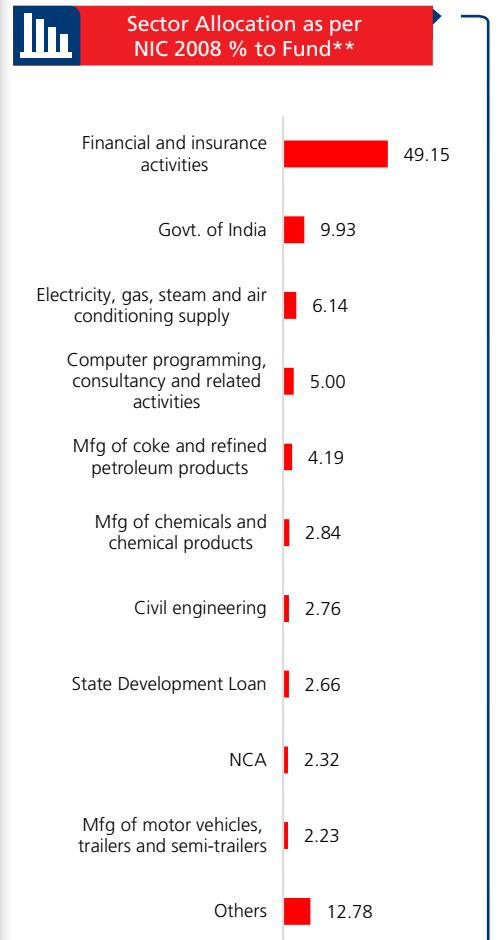 Sector Allocation as per
NIC 2008 % to Fund**
Financial and insurance
activities
49.15
Govt. of India
9.93
Electricity, gas, steam and air
conditioning supply
6.14
Computer programming,
consultancy and related
activities
5.00
Mfg of coke and refined
petroleum products
4.19
Mfg of chemicals and
chemical products
2.84
Civil engineering
2.76
State Development Loan
2.66
NCA
2.32
Mfg of motor vehicles,
trailers and semi-trailers
2.23
Others
12.78